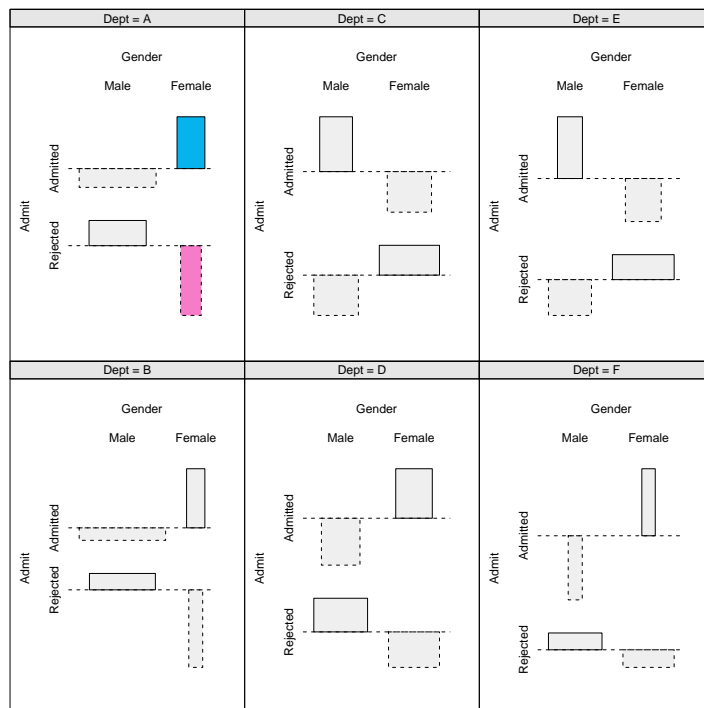 Dept = A
Gender
Male Female
Admit
Admitted
Rejected
Dept = C
Gender
Male Female
Admit
Admitted
Rejected
Dept = E
Gender
Male Female
Admit
Admitted
Rejected
Dept = B
Gender
Male Female
Admit
Admitted
Rejected
Dept = D
Gender
Male Female
Admit
Admitted
Rejected
Dept = F
Gender
Male Female
Admit
Admitted
Rejected